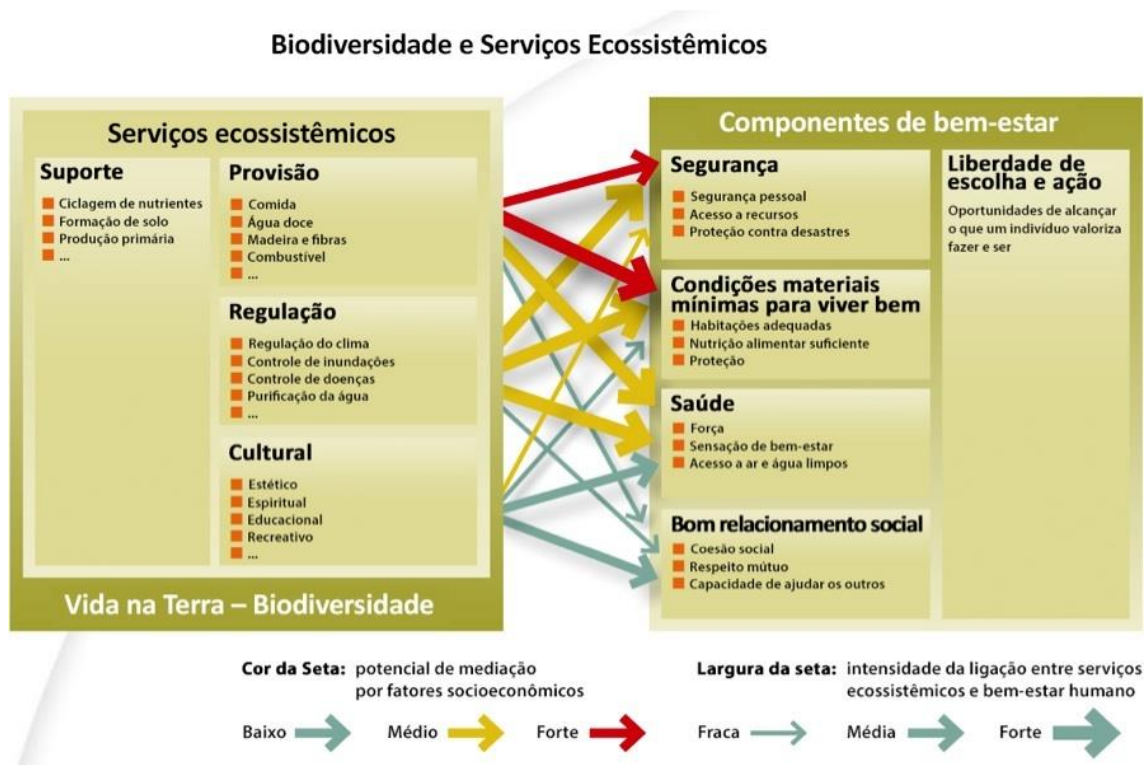 Biodiversidade e Serviços Ecossistêmicos
Serviços ecossistêmicos
Suporte
Ciclagem de nutrientes
Formação de solo
Produção primária
...
Provisão
Comida
Água doce
Madeira e fibras
Combustível
...
Regulação
Regulação do clima
Controle de inundações
Controle de doenças
Purificação da água
...
Cultural
Estético
Espiritual
Educacional
Recreativo
...
Vida na Terra – Biodiversidade
Componentes de bem-estar
Segurança
Segurança pessoal
Acesso a recursos
Proteção contra desastres
Condições materiais
mínimas para viver bem
Habitações adequadas
Nutrição alimentar suficiente
Proteção
Saúde
Força
Sensação de bem-estar
Acesso a ar e água limpos
Bom relacionamento social
Coesão social
Respeito mútuo
Capacidade de ajudar os outros
Liberdade de
escolha e ação
Oportunidades de alcançar
o que um indivíduo valoriza
fazer e ser
Cor da Seta: potencial de mediação
por fatores socioeconômicos
Baixo
Médio
Forte
Largura da seta: intensidade da ligação entre serviços
ecossistêmicos e bem-estar humano
Fraca
Média
Forte